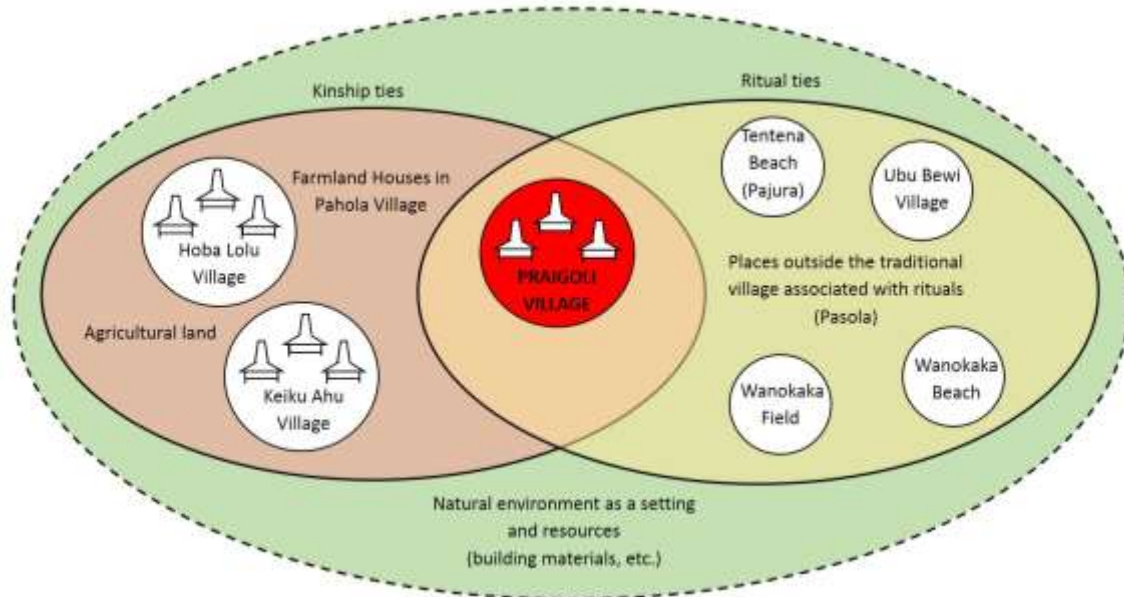 Kinship ties
Ritual ties
Farmland Houses in
Pahola Village
Hoba Lolu
Village
Agricultural land
Keiku Ahu
Village
PRAIGOLI
VILLAGE
Tentena
Beach
(Pajura)
Ubu Bewi
Village
Places outside the traditional
village associated with rituals
(Pasola)
Wanokaka
Field
Wanokaka
Beach
Natural environment as a setting
and resources
(building materials, etc.)